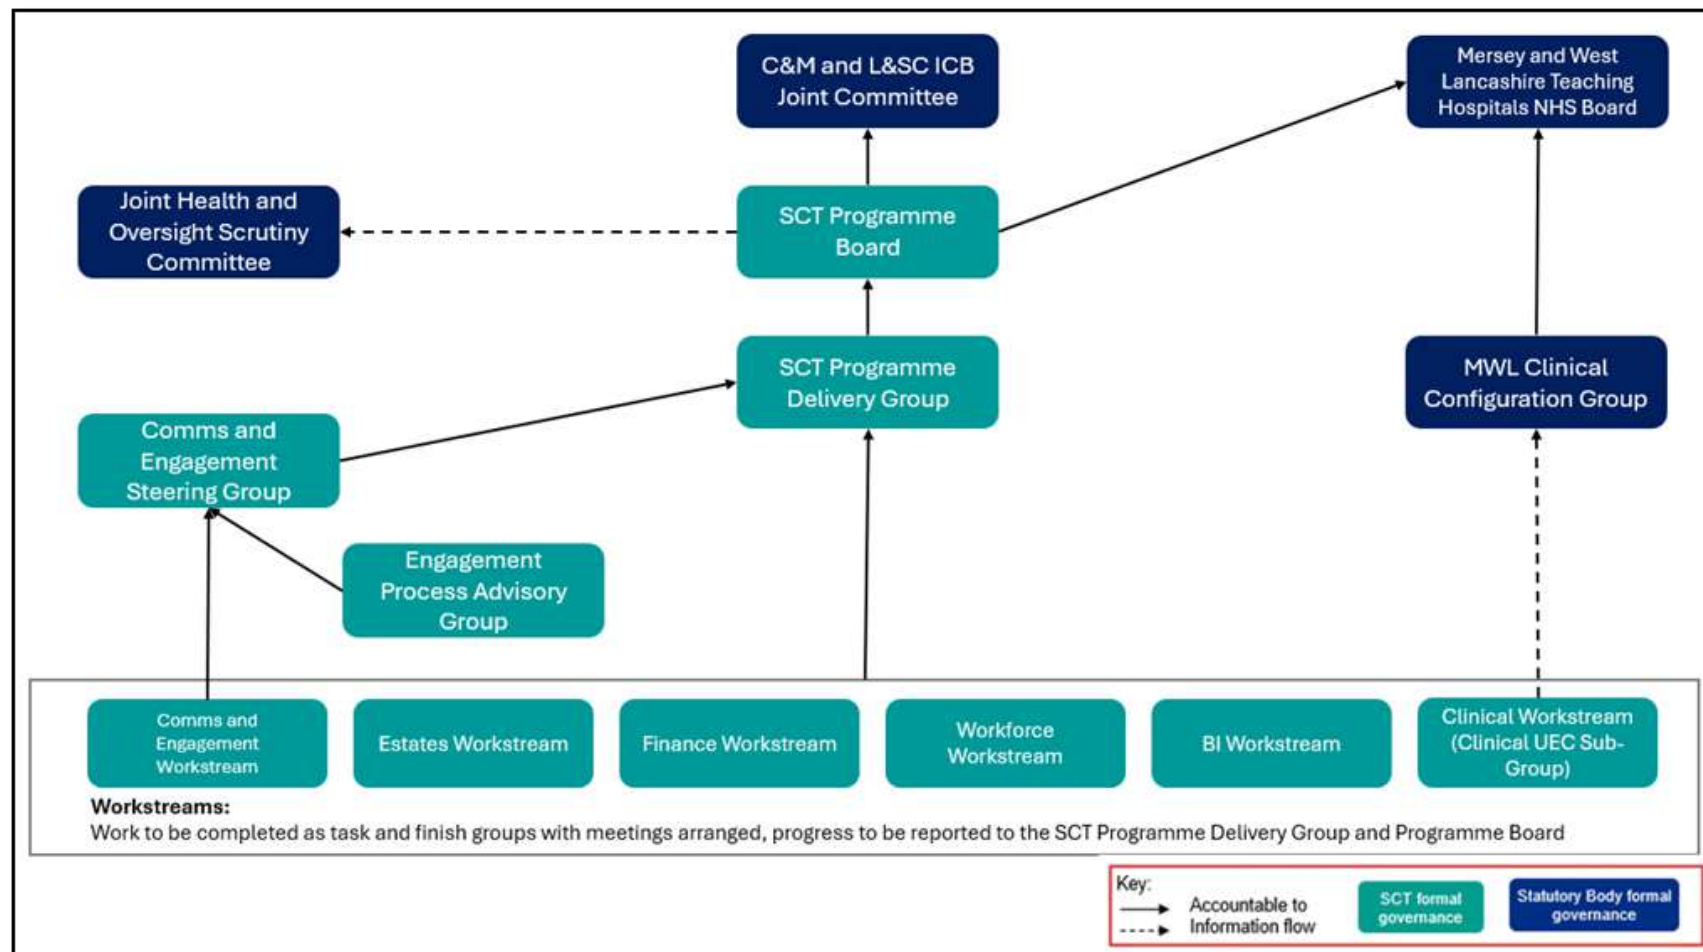 C&M and L&SC ICB
Joint Committee
Mersey and West
Lancashire Teaching
Hospitals NHS Board
Joint Health and
Oversight Scrutiny
Committee
SCT Programme
Board
SCT Programme
Delivery Group
MWL Clinical
Configuration Group
Comms and
Engagement
Steering Group
Engagement
Process Advisory
Group
Comms and
Engagement
Workstream
Estates Workstream
Finance Workstream
Workforce
Workstream
BI Workstream
Clinical Workstream
(Clinical UEC Sub-
Group)
Workstreams:
Work to be completed as task and finish groups with meetings arranged, progress to be reported to the SCT Programme Delivery Group and Programme Board
Key:
Accountable to
Information flow
SCT formal
governance
Statutory Body formal
governance